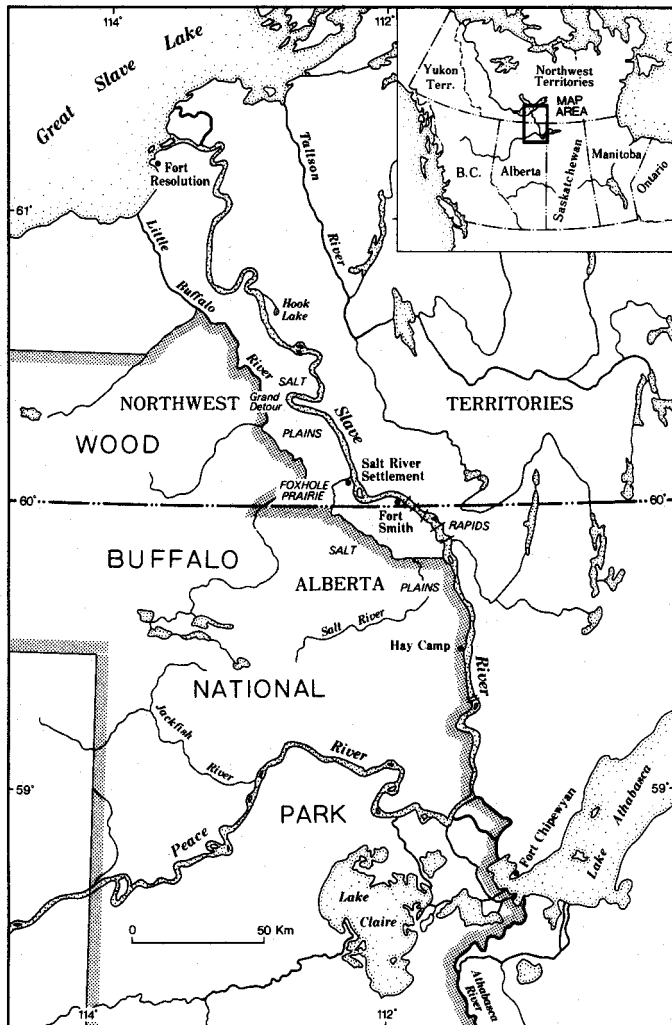 114°
112°
Great Slave Lake
Yukon
Terr.
Northwest
Territories
MAP
AREA
B.C.
Alberta
Saskatchewan
Manitoba
Ontario
Fort
Resolution
Taltson
River
61°
61°
Little
Buffalo
River
Hook
Lake
SALT
Grand
Detour
PLAINS
NORTHWEST
TERRITORIES
Slave
WOOD
Salt River
Settlement
FOXHOLE
PRAIRIE
60°
60°
Fort
Smith
RAPIDS
SALT
PLAINS
BUFFALO
ALBERTA
Salt River
Hay Camp
River
NATIONAL
Jackfish
River
River
59°
59°
PARK
Peace
Fort Chipewyan
Lake Athabasca
Lake
Claire
0 50 Km
Athabasca
River
114°
112°